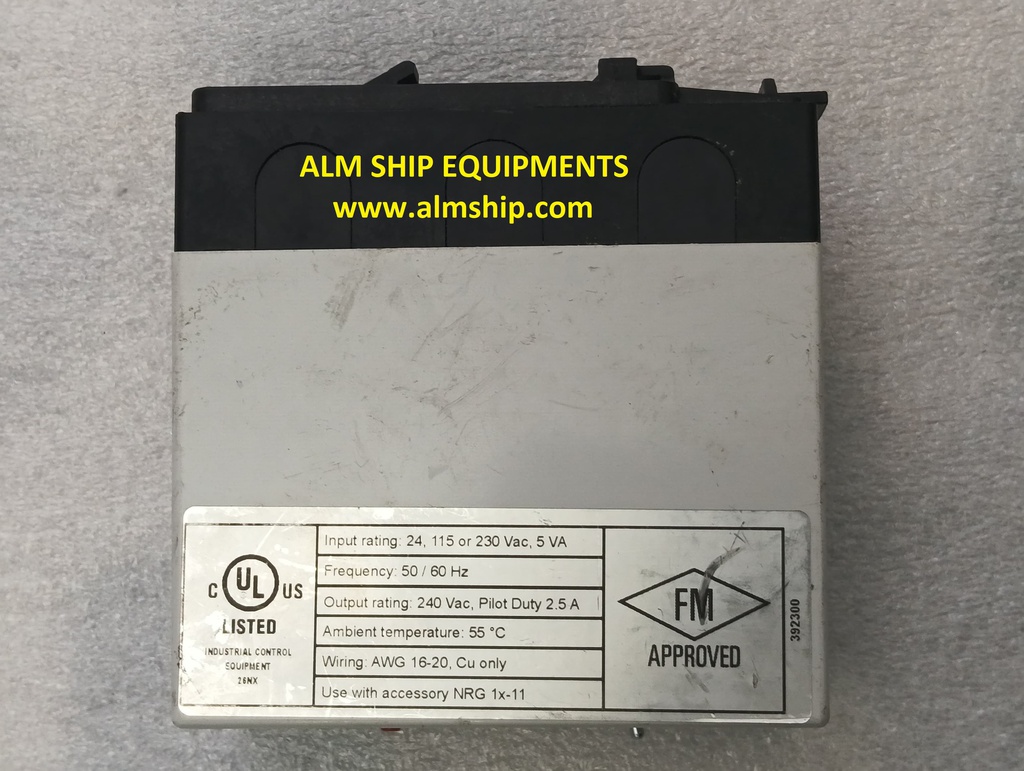 ALM SHIP EQUIPMENTS
www.almship.com
C UL US
LISTED
INDUSTRIAL CONTROL
EQUIPMENT
26NX
Input rating: 24, 115 or 230 Vac, 5 VA
Frequency: 50 / 60 Hz
Output rating: 240 Vac, Pilot Duty 2.5 A
Ambient temperature: 55 °C
Wiring: AWG 16-20, Cu only
Use with accessory NRG 1x-11
FM
APPROVED
392300